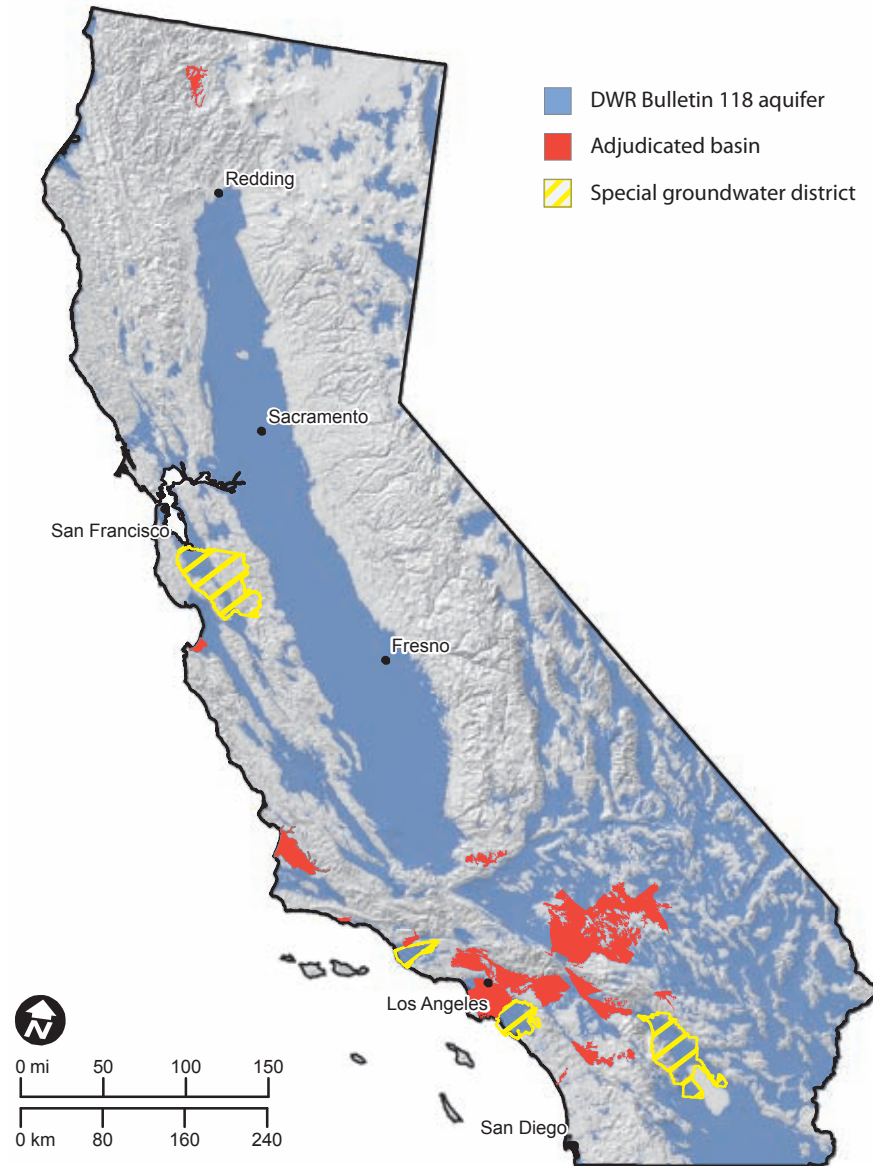 DWR Bulletin 118 aquifer
Adjudicated basin
Special groundwater district
Redding
Sacramento
San Francisco
Fresno
Los Angeles
San Diego
N
0 mi 50 100 150
0 km 80 160 240